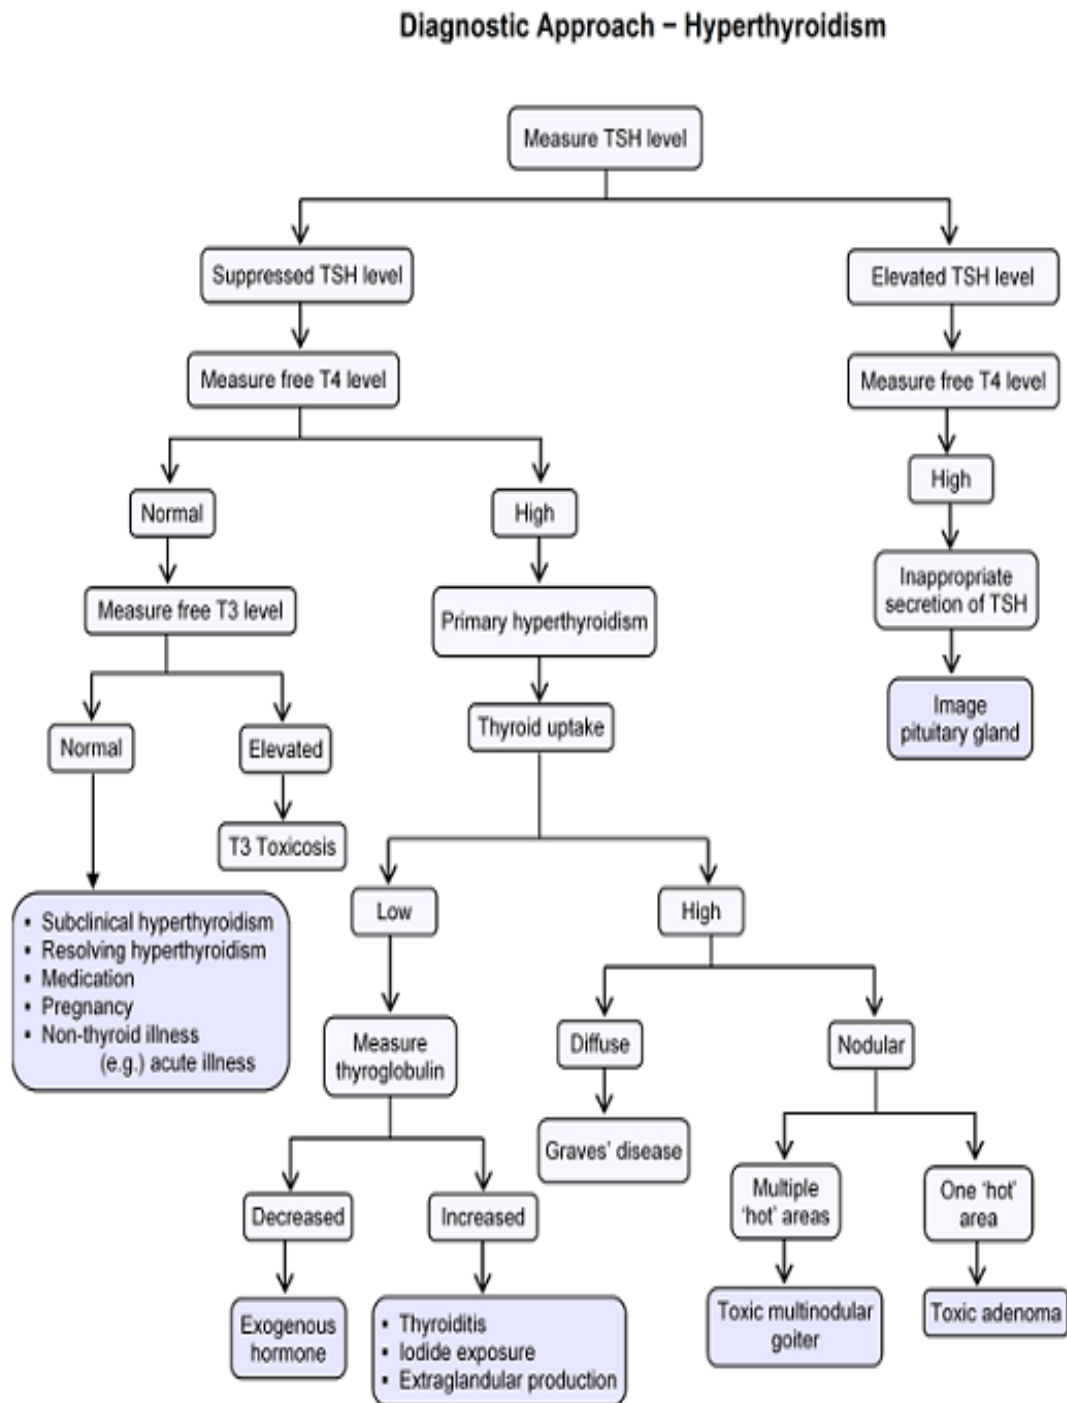 Diagnostic Approach – Hyperthyroidism
Measure TSH level
Suppressed TSH level
Elevated TSH level
Measure free T4 level
Measure free T4 level
Normal
High
High
Measure free T3 level
Primary hyperthyroidism
Inappropriate
secretion of TSH
Normal
Elevated
Thyroid uptake
Image
pituitary gland
T3 Toxicosis
Low
High
• Subclinical hyperthyroidism
• Resolving hyperthyroidism
• Medication
• Pregnancy
• Non-thyroid illness
(e.g.) acute illness
Measure
thyroglobulin
Diffuse
Nodular
Graves' disease
Multiple
'hot' areas
One 'hot'
area
Decreased
Increased
Exogenous
hormone
• Thyroiditis
• Iodide exposure
• Extraglandular production
Toxic multinodular
goiter
Toxic adenoma